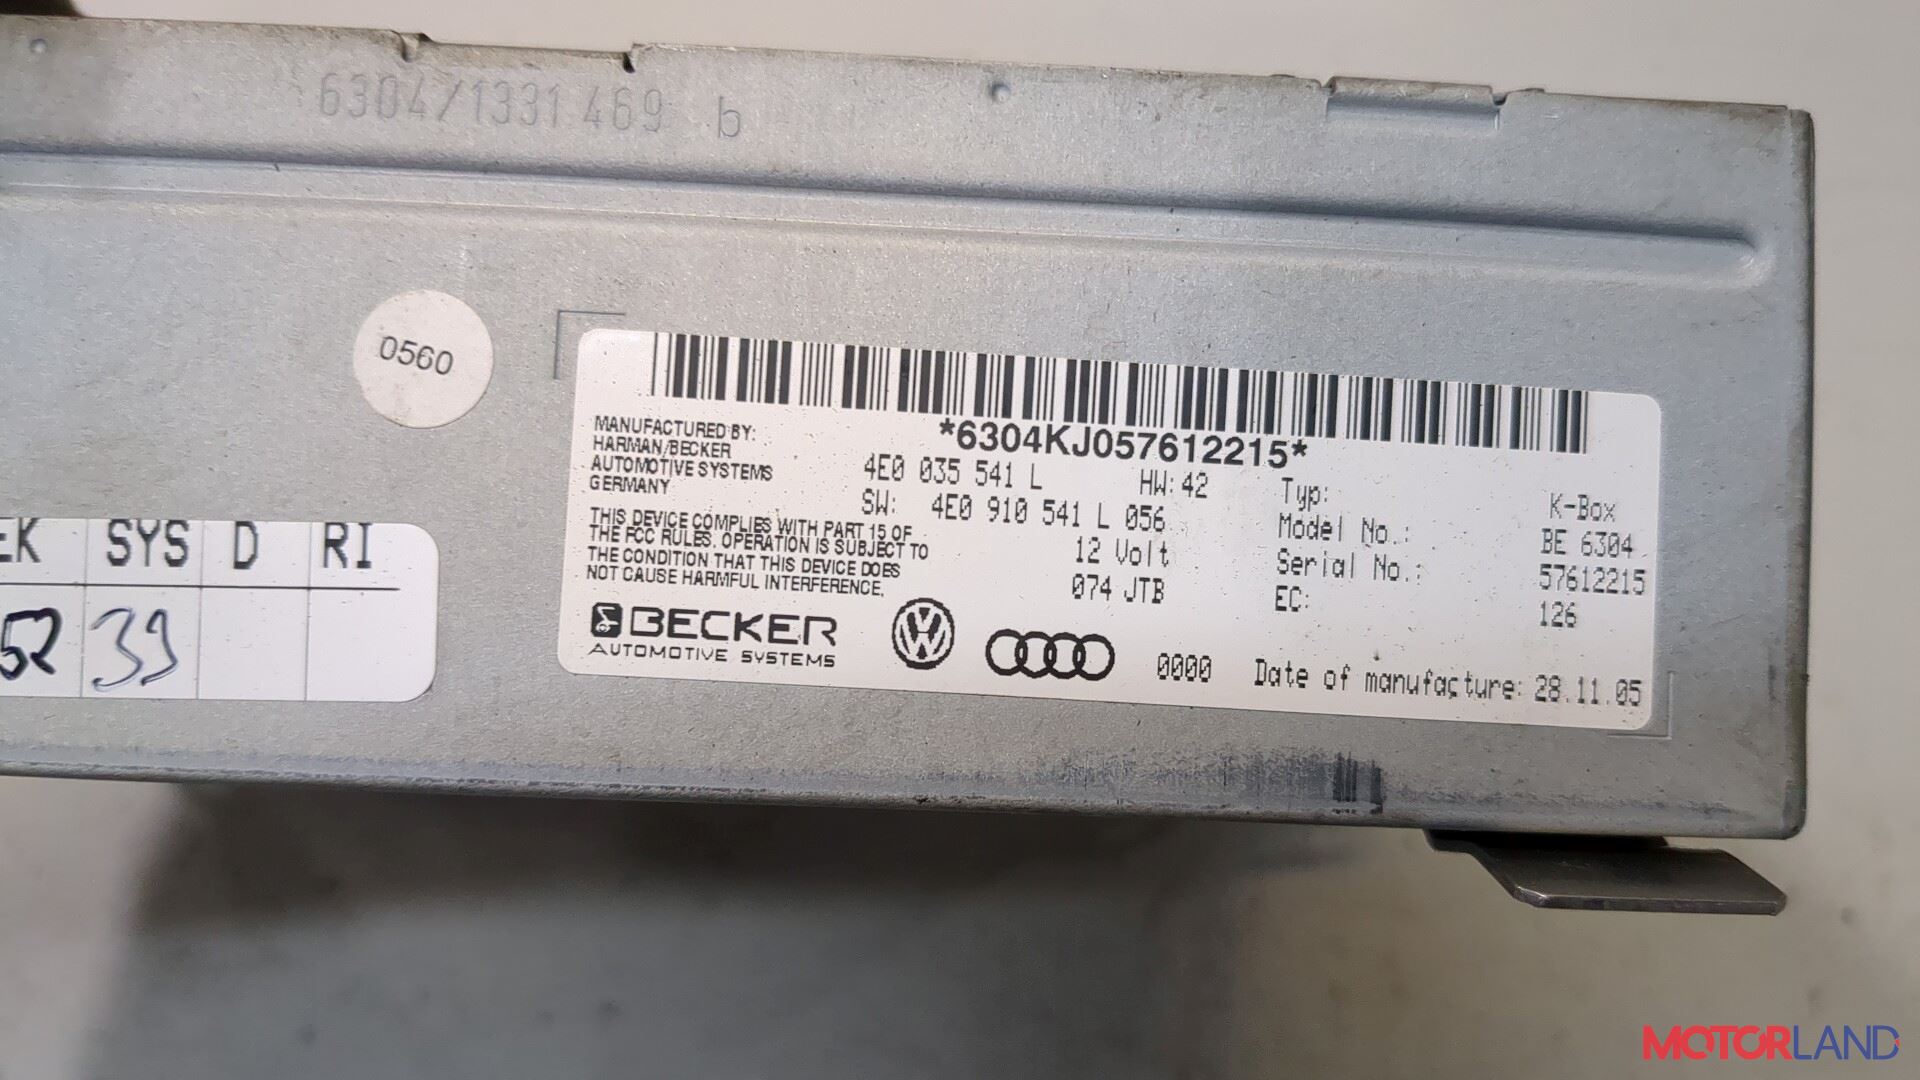 6304/1331 469 b
0560
*6304KJ057612215*
MANUFACTURED BY:
HARMAN/BECKER
AUTOMOTIVE SYSTEMS
GERMANY
4E0 035 541 L HW: 42
SW: 4E0 910 541 L 056
12 Volt
074 JTB
Typ: K-Box
Model No.: BE 6304
Serial No.: 57612215
EC: 126
THIS DEVICE COMPLIES WITH PART 15 OF
THE FCC RULES. OPERATION IS SUBJECT TO
THE CONDITION THAT THIS DEVICE DOES
NOT CAUSE HARMFUL INTERFERENCE.
BECKER
AUTOMOTIVE SYSTEMS
0000 Date of manufacture: 28.11.05
SYS D RI
52 39
MOTORLAND